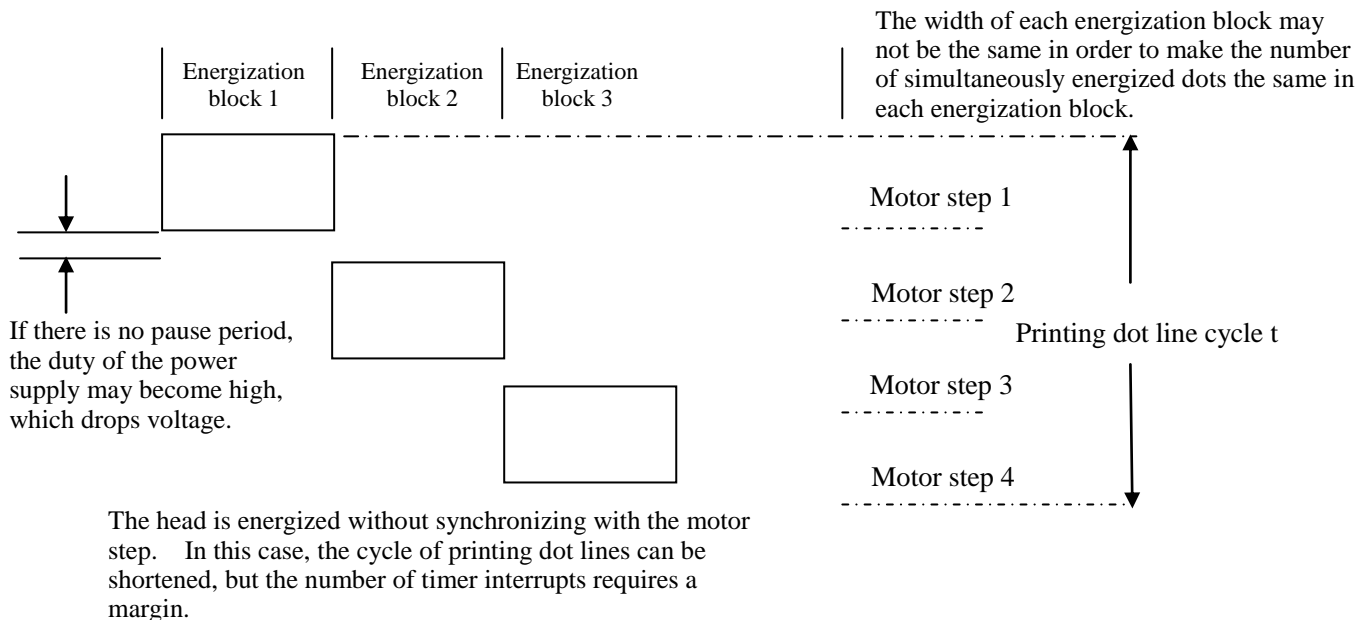 The width of each energization block may
not be the same in order to make the number
of simultaneously energized dots the same in
each energization block.
Energization
block 1
Energization
block 2
Energization
block 3
Motor step 1
Motor step 2
Printing dot line cycle t
If there is no pause period,
the duty of the power
supply may become high,
which drops voltage.
Motor step 3
Motor step 4
The head is energized without synchronizing with the motor
step. In this case, the cycle of printing dot lines can be
shortened, but the number of timer interrupts requires a
margin.